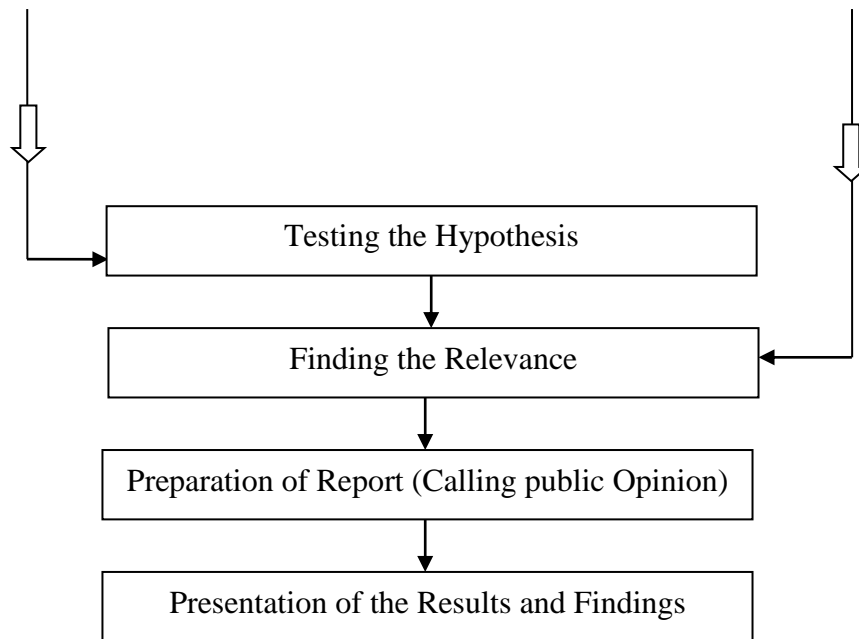 Testing the Hypothesis
Finding the Relevance
Preparation of Report (Calling public Opinion)
Presentation of the Results and Findings